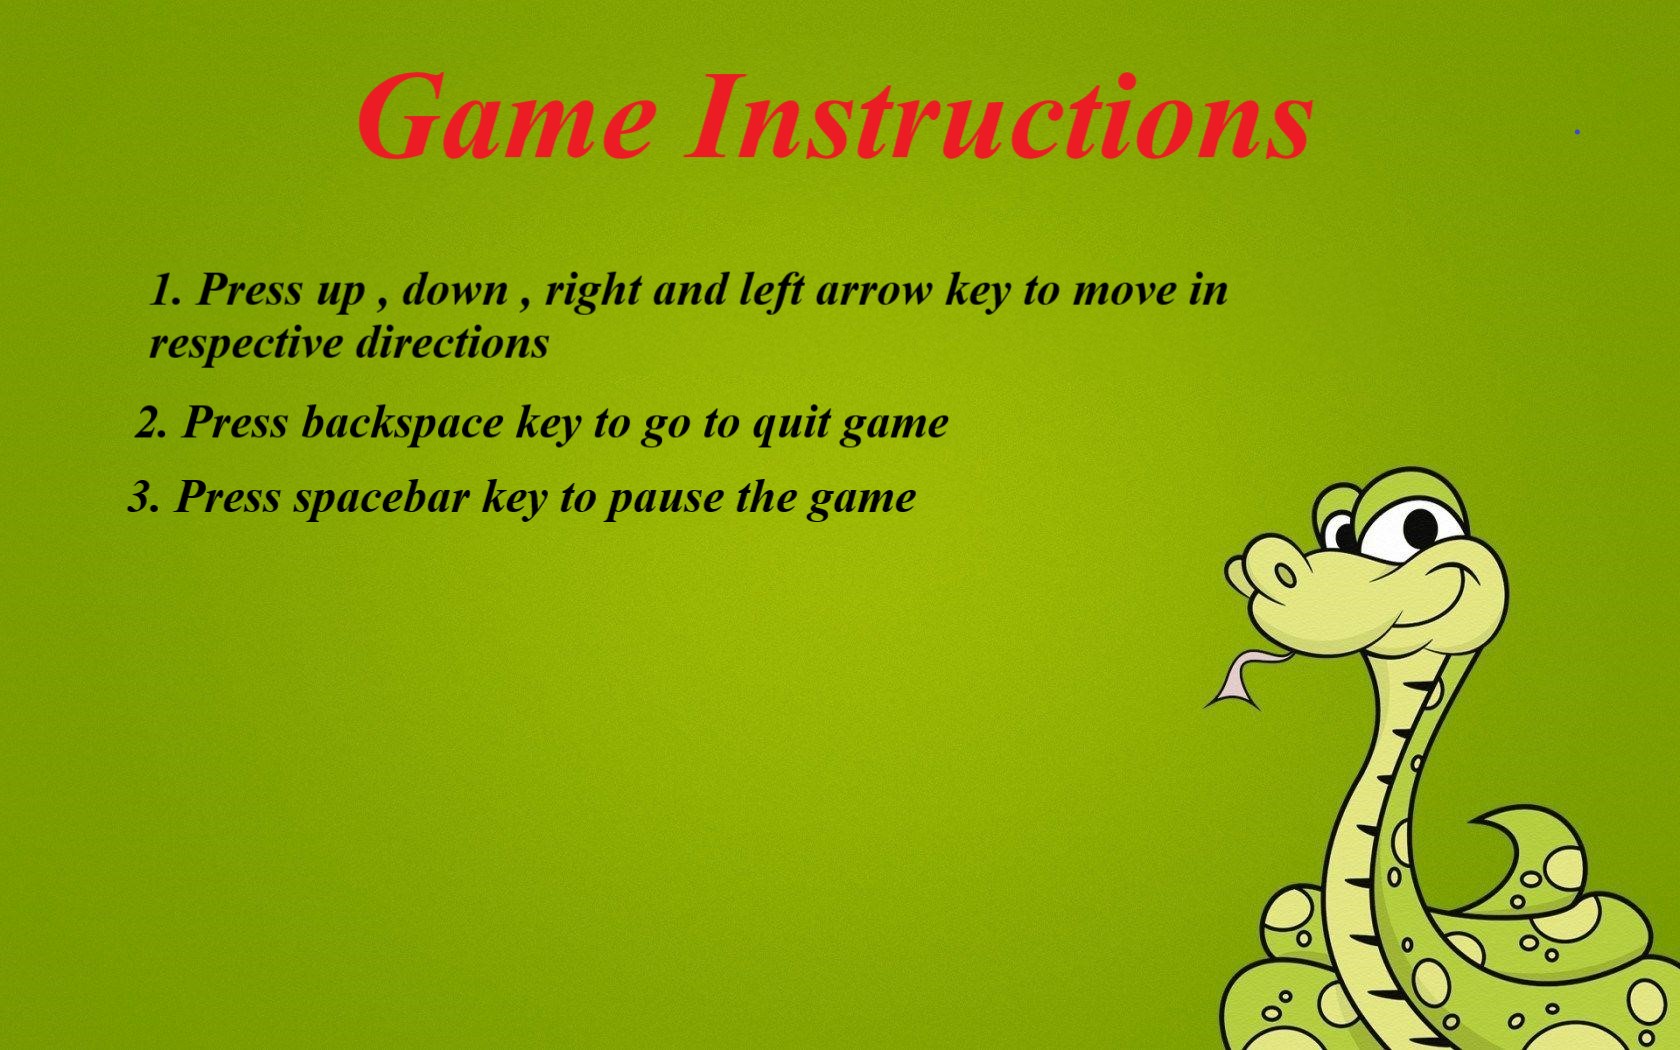 Game Instructions
1. Press up , down , right and left arrow key to move in
respective directions
2. Press backspace key to go to quit game
3. Press spacebar key to pause the game